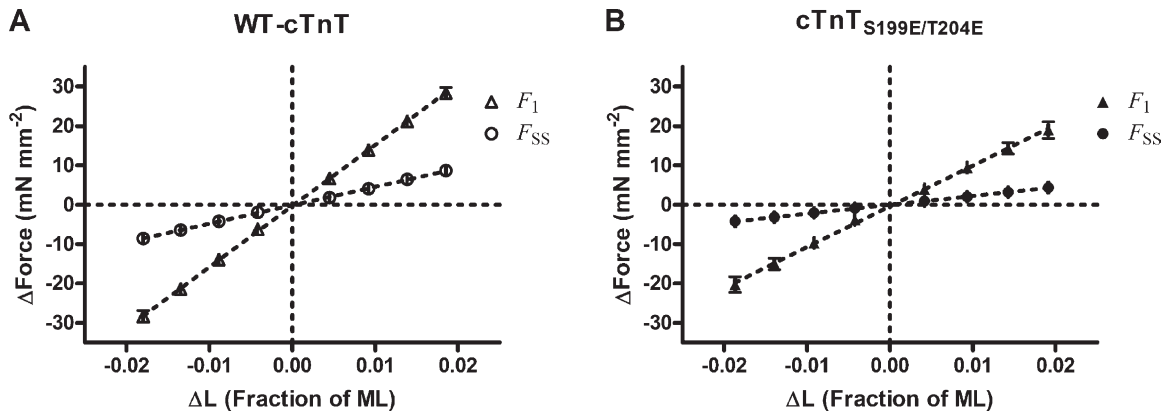 A
WT-cTnT
ΔForce (mN mm-2)
30
20
10
0
-10
-20
-30
-0.02
-0.01
0.00
0.01
0.02
ΔL (Fraction of ML)
F1
FSS
B
cTnTS199E/T204E
ΔForce (mN mm-2)
30
20
10
0
-10
-20
-30
-0.02
-0.01
0.00
0.01
0.02
ΔL (Fraction of ML)
F1
FSS